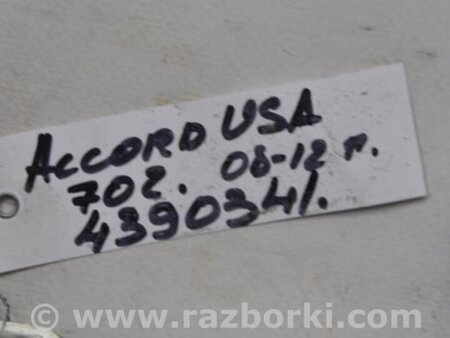 ACCORD USA
702. 08-12 г.
4390341.
www.razborki.com